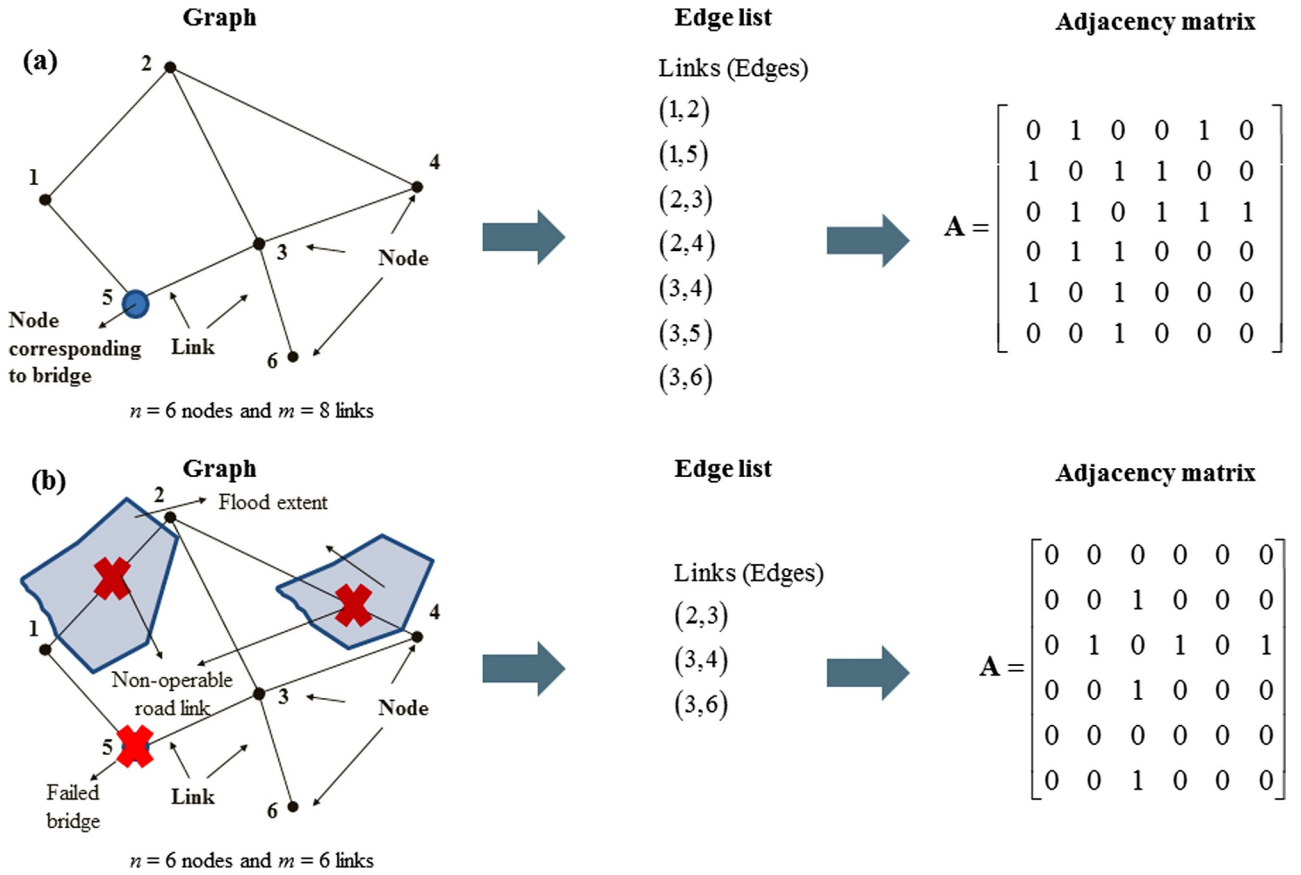 Graph
Edge list
Adjacency matrix
(a)
2
1
4
3
5
6
Node
Node
corresponding
to bridge
Link
n = 6 nodes and m = 8 links
Links (Edges)
(1,2)
(1,5)
(2,3)
(2,4)
(3,4)
(3,5)
(3,6)
A =
0 1 0 0 1 0
1 0 1 1 0 0
0 1 0 1 1 1
0 1 1 0 0 0
1 0 1 0 0 0
0 0 1 0 0 0
Graph
Edge list
Adjacency matrix
(b)
2
Flood extent
1
4
Non-operable
road link
3
Node
5
Link
6
Failed
bridge
n = 6 nodes and m = 6 links
Links (Edges)
(2,3)
(3,4)
(3,6)
A =
0 0 0 0 0 0
0 0 1 0 0 0
0 1 0 1 0 1
0 0 1 0 0 0
0 0 0 0 0 0
0 0 1 0 0 0